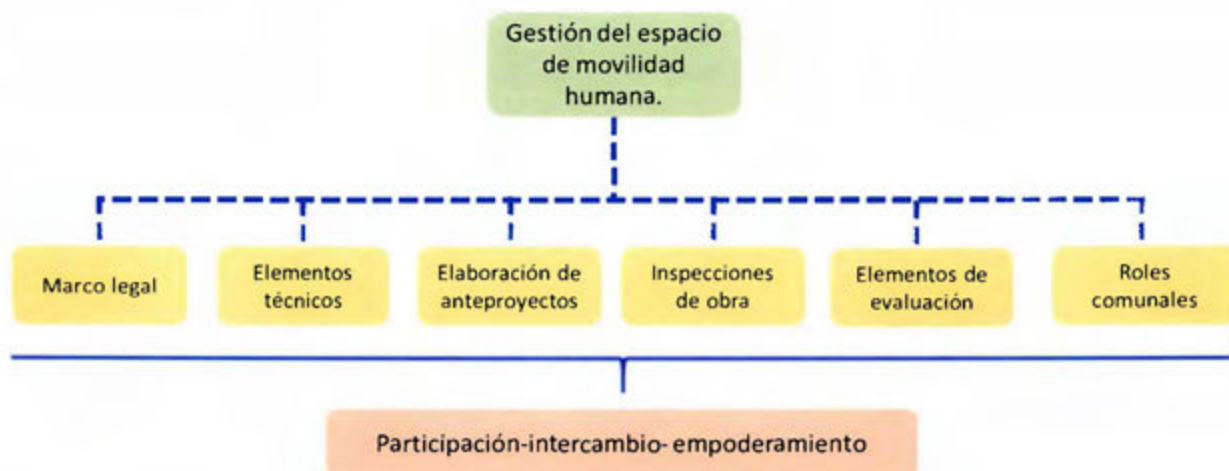 Gestión del espacio
de movilidad
humana.
Marco legal
Elementos
técnicos
Elaboración de
anteproyectos
Inspecciones
de obra
Elementos de
evaluación
Roles
comunales
Participación-intercambio- empoderamiento